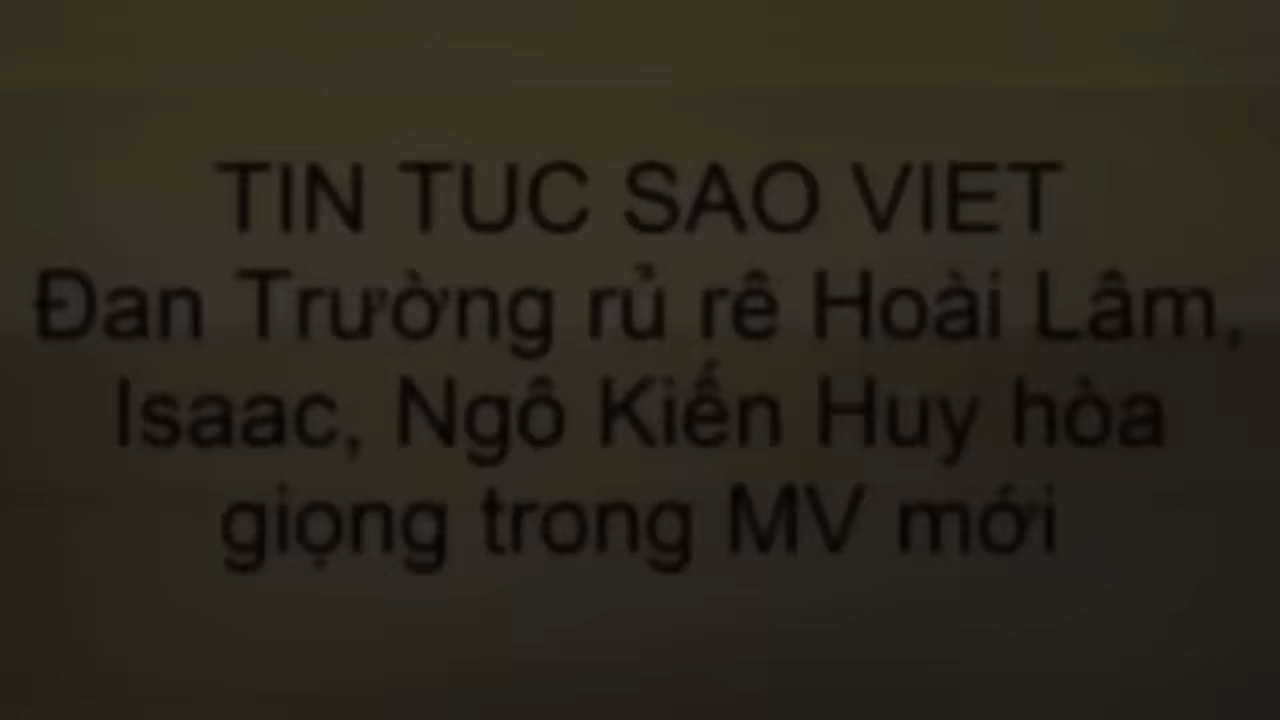 TIN TUC SAO VIET
Đan Trường rủ rê Hoài Lâm,
Isaac, Ngô Kiến Huy hòa
giọng trong MV mới